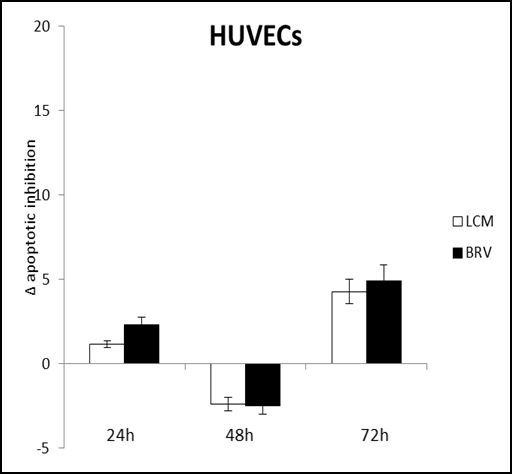 HUVECs
20
15
10
5
0
-5
Δ apoptotic inhibition
24h
48h
72h
LCM
BRV